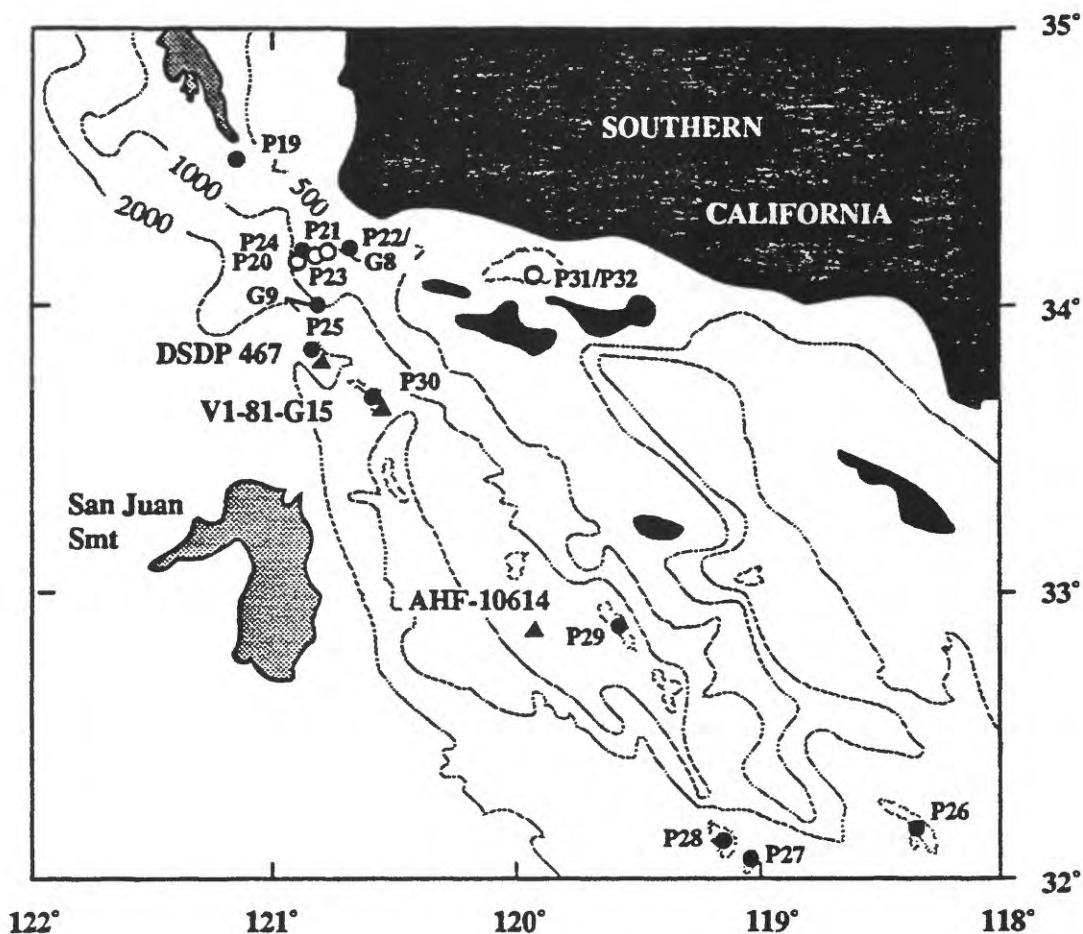 35°
SOUTHERN
P19
1000
500
CALIFORNIA
2000
P24
P21
P22/
P20
G8
P23
P31/P32
G9
34°
P25
DSDP 467
P30
V1-81-G15
San Juan
Smt
AHF-10614
33°
P29
P26
P28
P27
32°
122°
121°
120°
119°
118°